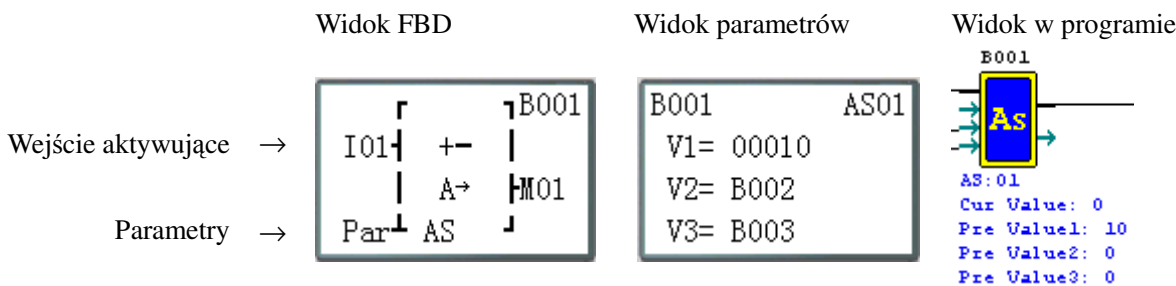 Widok FBD Widok parametrów Widok w programie
Wejście aktywujące →
Parametry →
B001
I01 +−
A→ M01
Par AS
B001 AS01
V1= 00010
V2= B002
V3= B003
B001
As
AS:01
Cur Value: 0
Pre Value1: 10
Pre Value2: 0
Pre Value3: 0